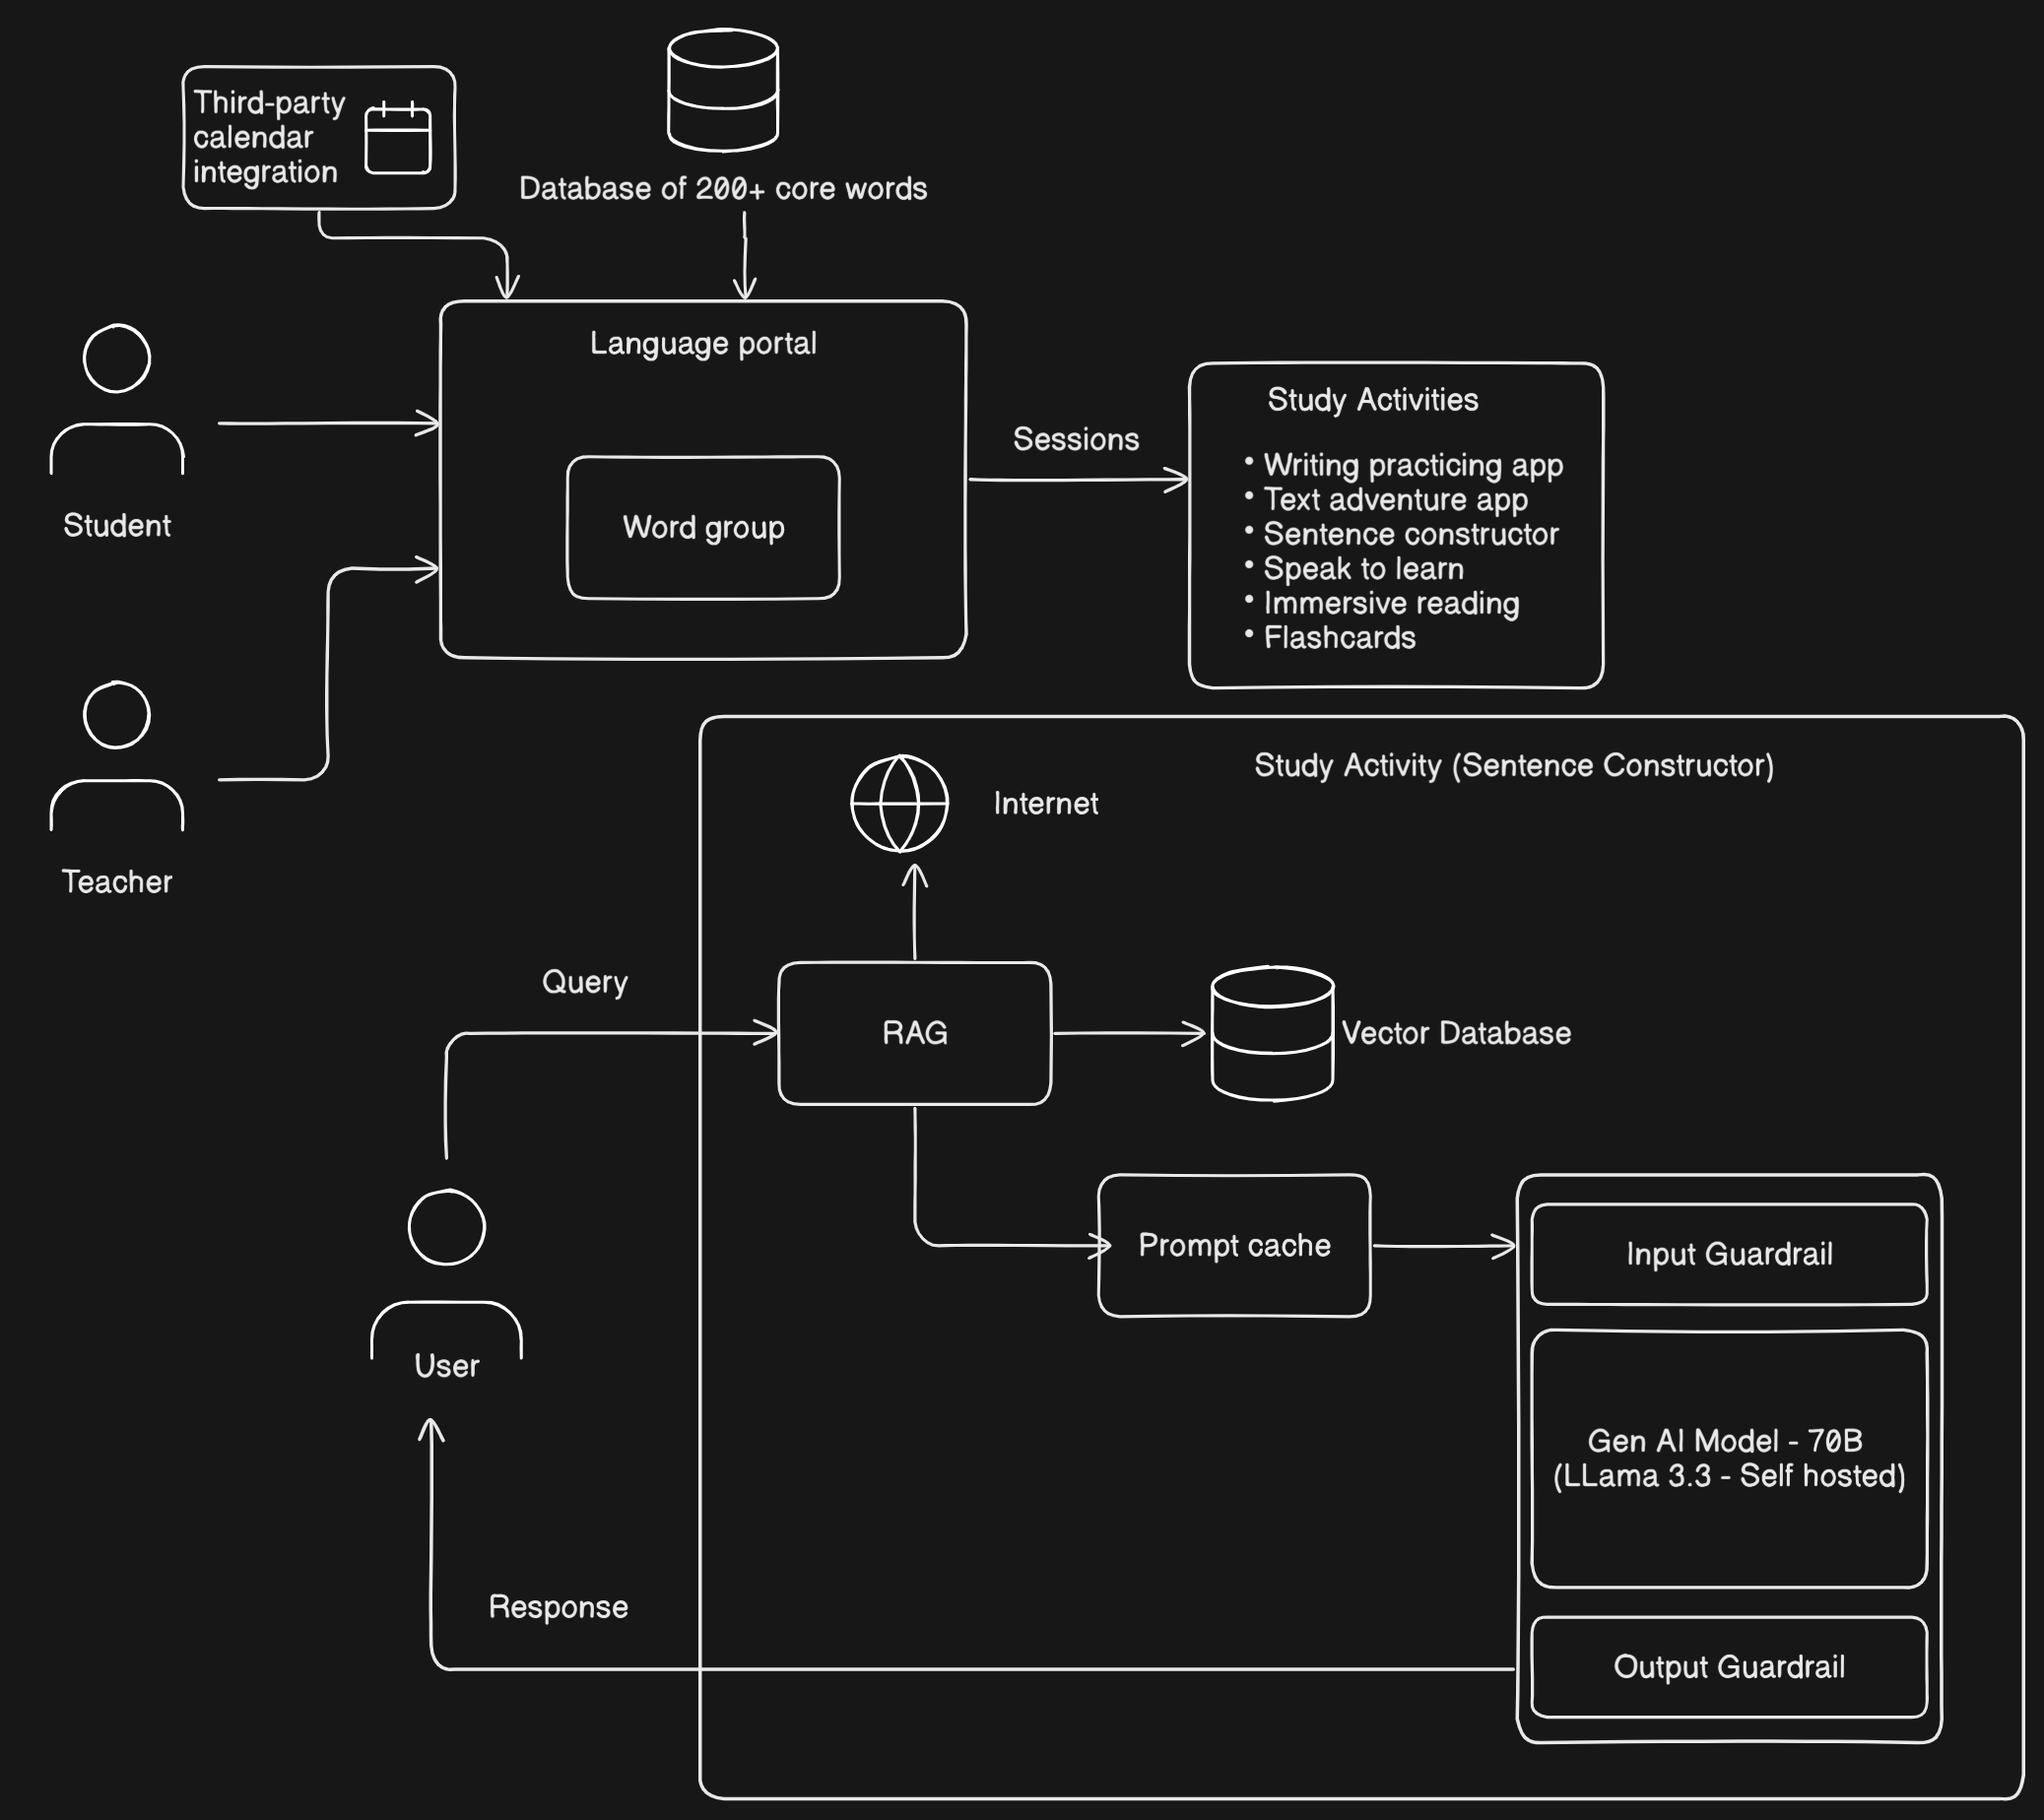 Third-party
calendar
integration
Database of 200+ core words
Language portal
Word group
Student
Teacher
Sessions
Study Activities
• Writing practicing app
• Text adventure app
• Sentence constructor
• Speak to learn
• Immersive reading
• Flashcards
Study Activity (Sentence Constructor)
Internet
Query
RAG
Vector Database
Prompt cache
Input Guardrail
User
Gen AI Model - 70B
(LLama 3.3 - Self hosted)
Response
Output Guardrail